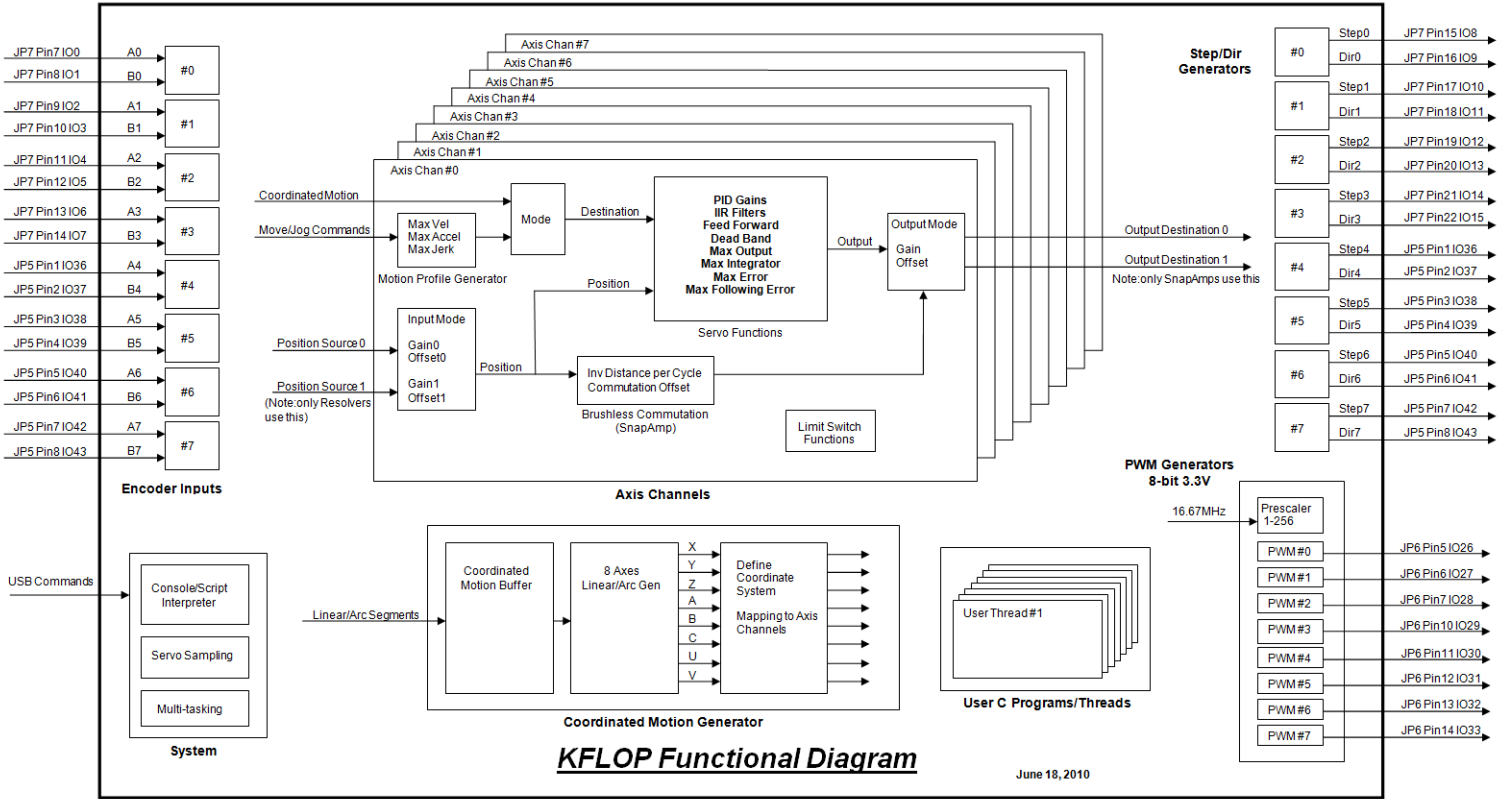 JP7 Pin7 IO0
A0
JP7 Pin8 IO1
B0
#0
JP7 Pin9 IO2
A1
JP7 Pin10 IO3
B1
#1
JP7 Pin11 IO4
A2
JP7 Pin12 IO5
B2
#2
JP7 Pin13 IO6
A3
JP7 Pin14 IO7
B3
#3
JP5 Pin1 IO36
A4
JP5 Pin2 IO37
B4
#4
JP5 Pin3 IO38
A5
JP5 Pin4 IO39
B5
#5
JP5 Pin5 IO40
A6
JP5 Pin6 IO41
B6
#6
JP5 Pin7 IO42
A7
JP5 Pin8 IO43
B7
#7
Encoder Inputs
Axis Chan #7
Axis Chan #6
Axis Chan #5
Axis Chan #4
Axis Chan #3
Axis Chan #2
Axis Chan #1
Axis Chan #0
Coordinated Motion
Move/Jog Commands
Max Vel
Max Accel
Max Jerk
Motion Profile Generator
Mode
Destination
Position
PID Gains
IIR Filters
Feed Forward
Dead Band
Max Output
Max Integrator
Max Error
Max Following Error
Servo Functions
Output
Output Mode
Gain
Offset
Output Destination 0
Output Destination 1
Note:only SnapAmps use this
Position Source 0
Position Source 1
(Note:only Resolvers
use this)
Input Mode
Gain0
Offset0
Gain1
Offset1
Position
Inv Distance per Cycle
Commutation Offset
Brushless Commutation
(SnapAmp)
Limit Switch
Functions
Axis Channels
Step/Dir
Generators
#0
Step0
JP7 Pin15 IO8
Dir0
JP7 Pin16 IO9
#1
Step1
JP7 Pin17 IO10
Dir1
JP7 Pin18 IO11
#2
Step2
JP7 Pin19 IO12
Dir2
JP7 Pin20 IO13
#3
Step3
JP7 Pin21 IO14
Dir3
JP7 Pin22 IO15
#4
Step4
JP5 Pin1 IO36
Dir4
JP5 Pin2 IO37
#5
Step5
JP5 Pin3 IO38
Dir5
JP5 Pin4 IO39
#6
Step6
JP5 Pin5 IO40
Dir6
JP5 Pin6 IO41
#7
Step7
JP5 Pin7 IO42
Dir7
JP5 Pin8 IO43
PWM Generators
8-bit 3.3V
16.67MHz
Prescaler
1-256
PWM #0
JP6 Pin5 IO26
PWM #1
JP6 Pin6 IO27
PWM #2
JP6 Pin7 IO28
PWM #3
JP6 Pin10 IO29
PWM #4
JP6 Pin11 IO30
PWM #5
JP6 Pin12 IO31
PWM #6
JP6 Pin13 IO32
PWM #7
JP6 Pin14 IO33
USB Commands
Console/Script
Interpreter
Servo Sampling
Multi-tasking
System
Linear/Arc Segments
Coordinated
Motion Buffer
8 Axes
Linear/Arc Gen
X
Y
Z
A
B
C
U
V
Define
Coordinate
System
Mapping to Axis
Channels
Coordinated Motion Generator
User Thread #1
User C Programs/Threads
KFLOP Functional Diagram
June 18, 2010